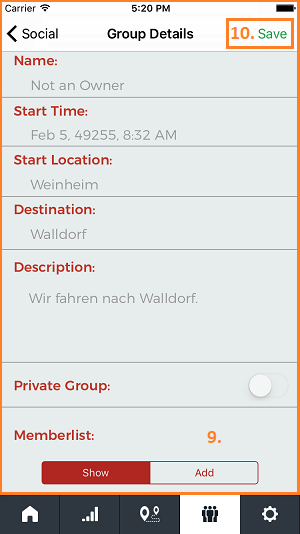 Carrier 5:20 PM
Social Group Details 10. Save
Name:
Not an Owner
Start Time:
Feb 5, 49255, 8:32 AM
Start Location:
Weinheim
Destination:
Walldorf
Description:
Wir fahren nach Walldorf.
Private Group:
Memberlist: 9.
Show Add